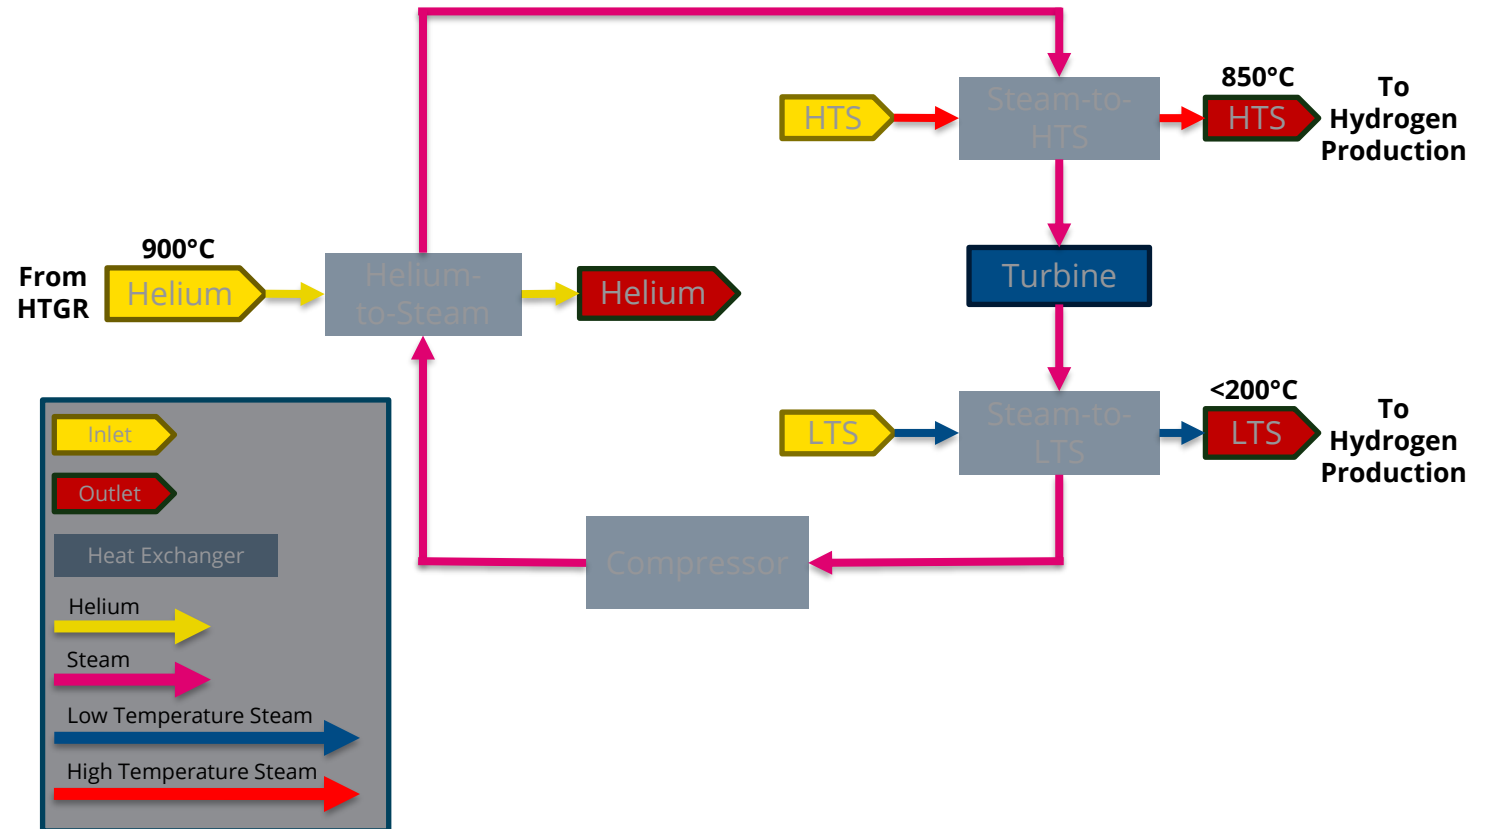 850°C
To
Hydrogen
Production
HTS
Steam-to-
HTS
HTS
900°C
From
HTGR
Helium
Helium-
to-Steam
Helium
Turbine
<200°C
To
Hydrogen
Production
LTS
Steam-to-
LTS
LTS
Compressor
Inlet
Outlet
Heat Exchanger
Helium
Steam
Low Temperature Steam
High Temperature Steam